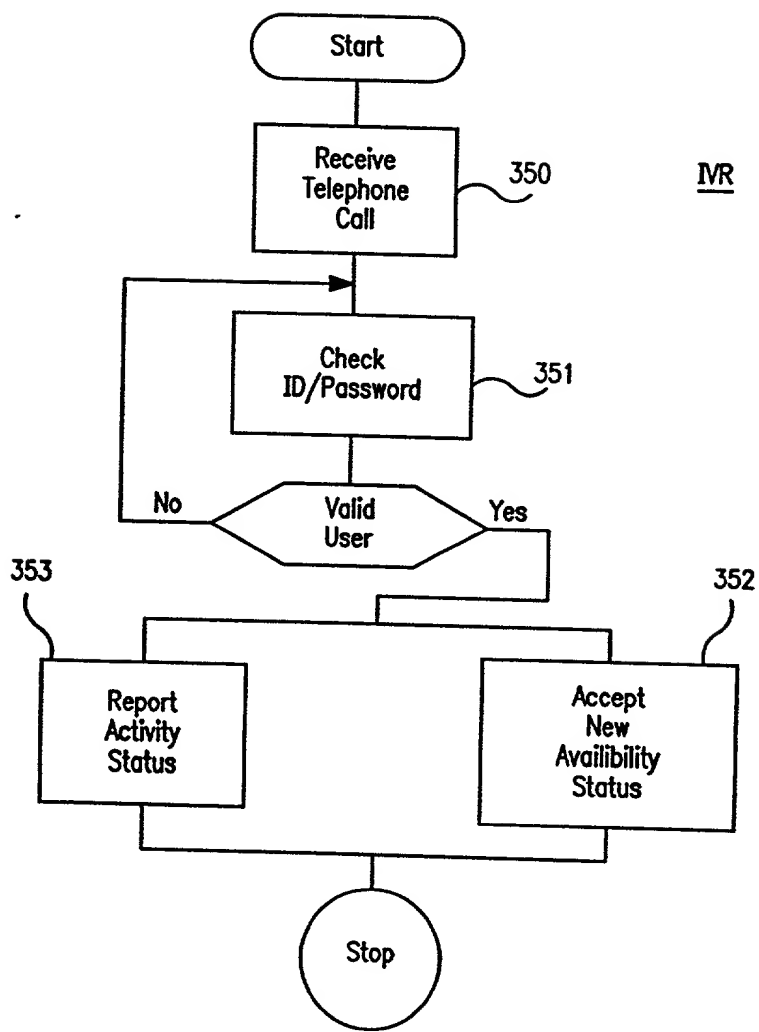 Start
Receive
Telephone
Call
350
IVR
Check
ID/Password
351
No
Valid
User
Yes
353
352
Report
Activity
Status
Accept
New
Availibility
Status
Stop